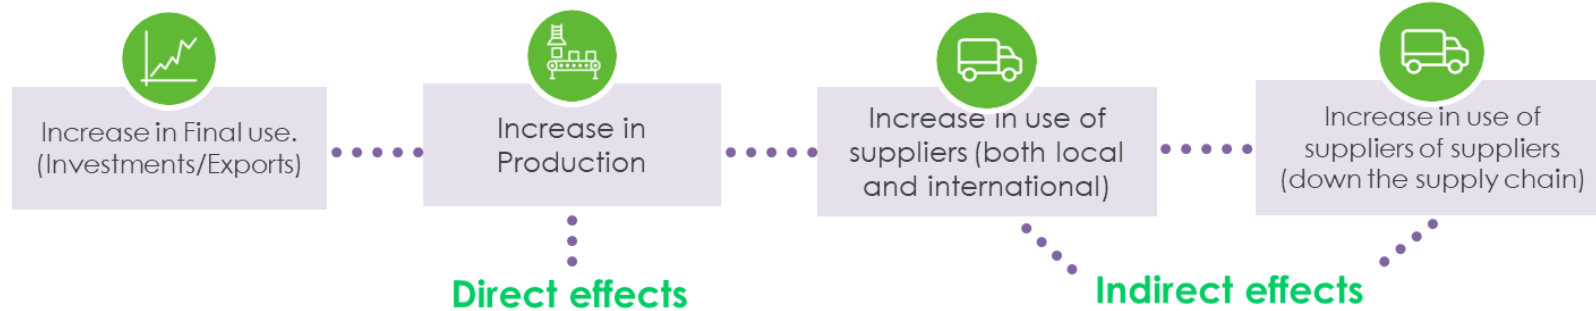 Increase in Final use.
(Investments/Exports)
Increase in
Production
Increase in use of
suppliers (both local
and international)
Increase in use of
suppliers of suppliers
(down the supply chain)
Direct effects
Indirect effects